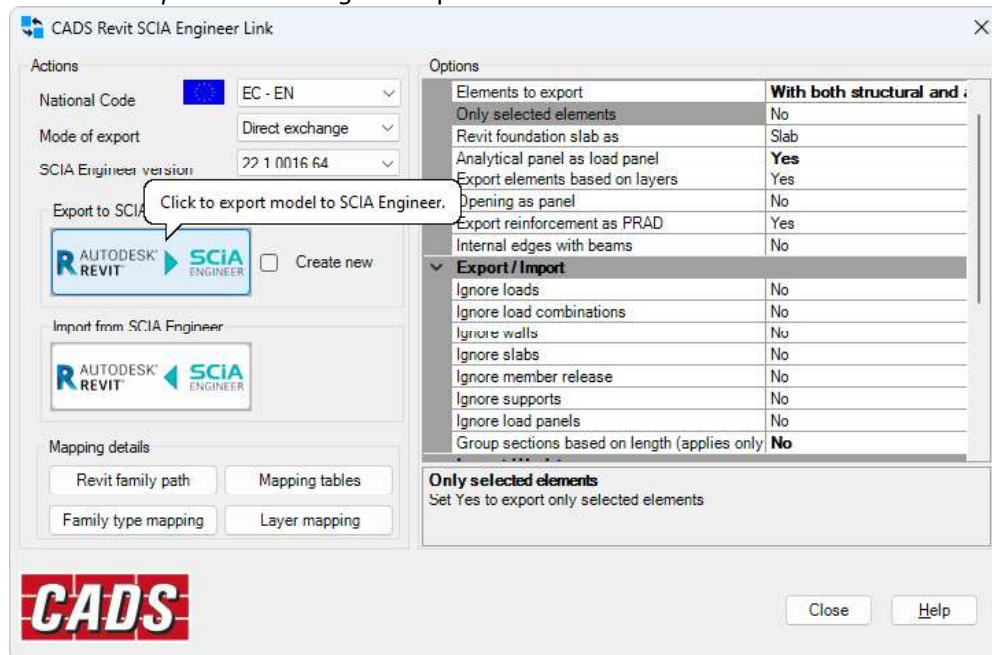 CADS Revit SCIA Engineer Link
Actions
National Code
EC - EN
Mode of export
Direct exchange
SCIA Engineer version
22.1.0016.64
Click to export model to SCIA Engineer.
Export to SCIA
AUTODESK REVIT SCIA ENGINEER
Create new
Import from SCIA Engineer
AUTODESK REVIT SCIA ENGINEER
Mapping details
Revit family path
Mapping tables
Family type mapping
Layer mapping
Options
Elements to export With both structural and
Only selected elements No
Revit foundation slab as Slab
Analytical panel as load panel Yes
Export elements based on layers Yes
Opening as panel No
Export reinforcement as PRAD Yes
Internal edges with beams No
Export / Import
Ignore loads No
Ignore load combinations No
Ignore walls No
Ignore slabs No
Ignore member release No
Ignore supports No
Ignore load panels No
Group sections based on length (applies only No
Only selected elements
Set Yes to export only selected elements
CADS
Close
Help